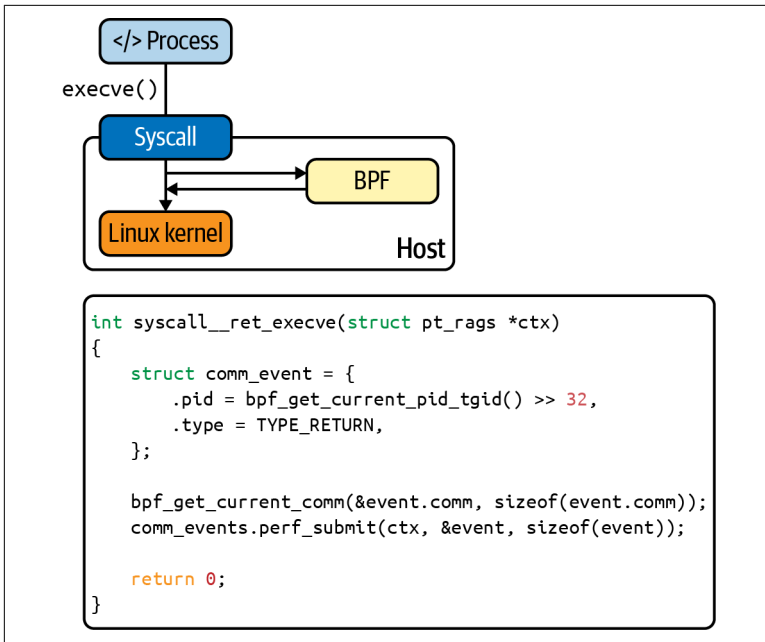 </> Process
execve()
Syscall
BPF
Linux kernel
Host
int syscall__ret_execve(struct pt_rags *ctx)
{
    struct comm_event = {
        .pid = bpf_get_current_pid_tgid() >> 32,
        .type = TYPE_RETURN,
    };

    bpf_get_current_comm(&event.comm, sizeof(event.comm));
    comm_events.perf_submit(ctx, &event, sizeof(event));

    return 0;
}